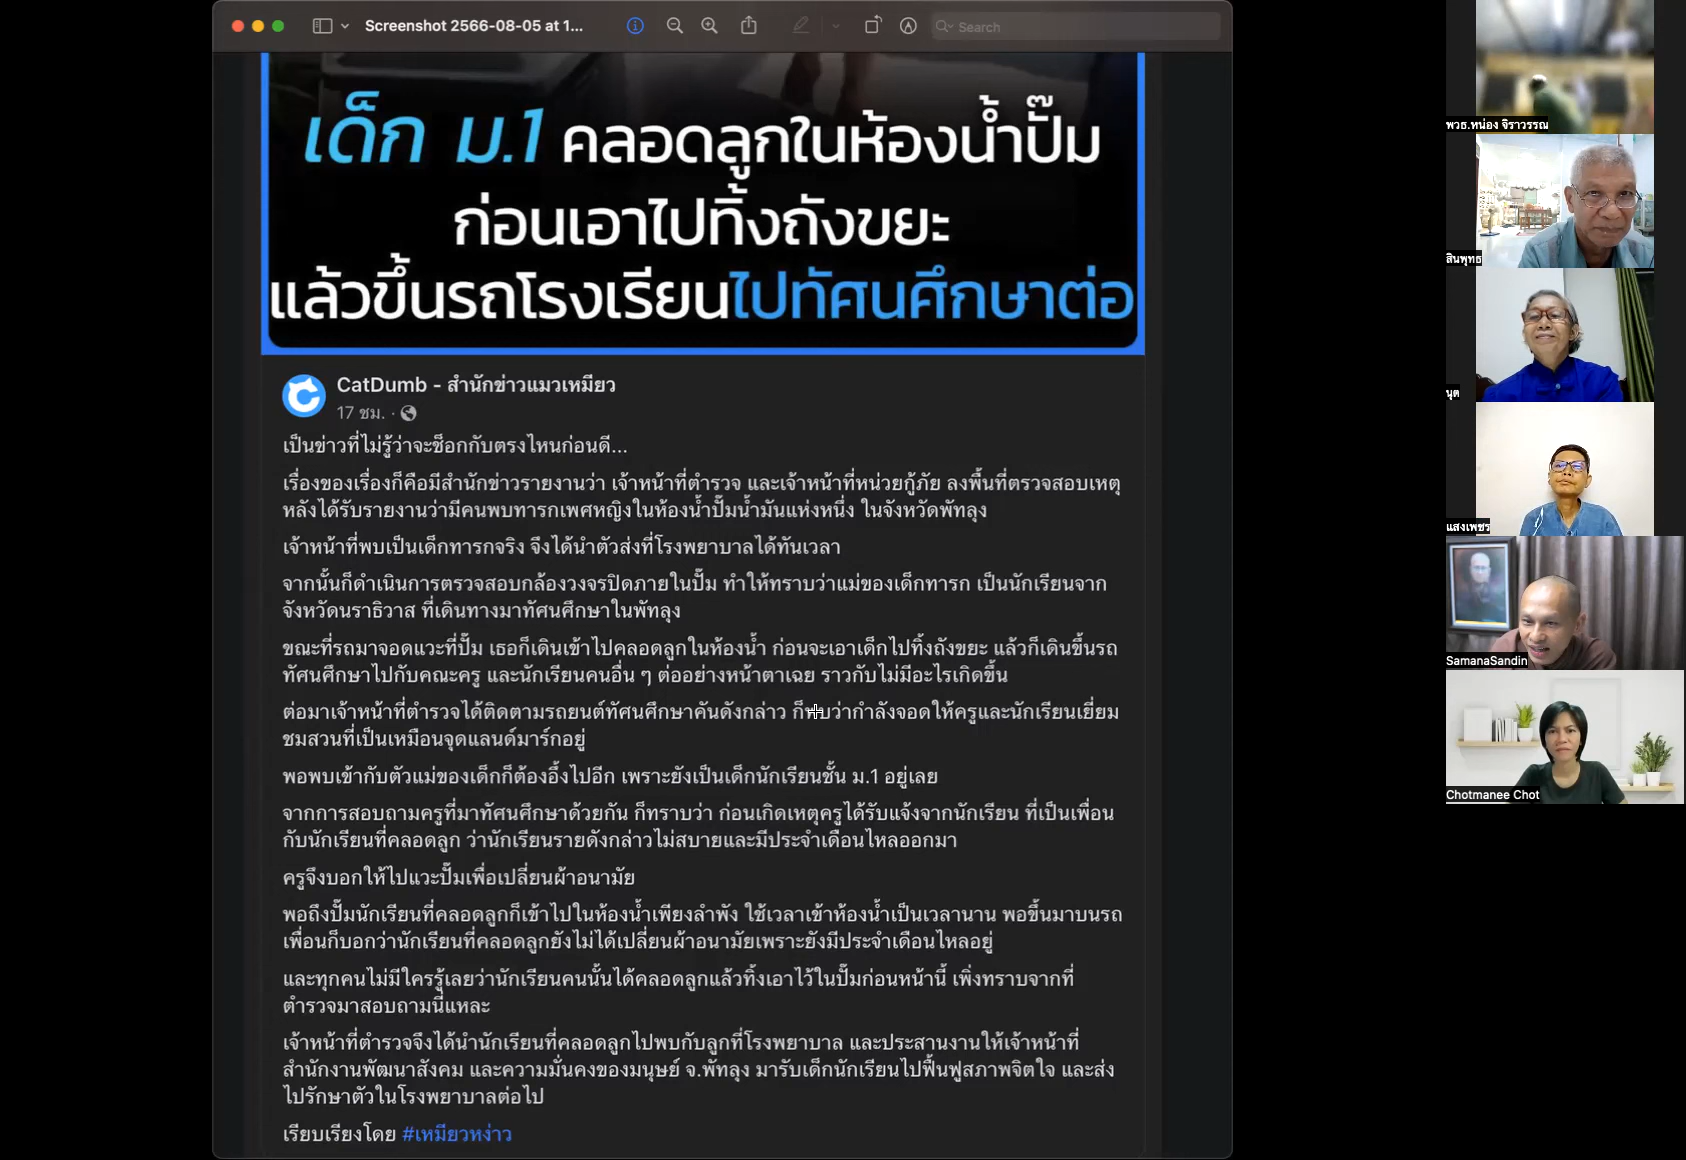 Screenshot 2566-08-05 at 1...
Search
เด็ก ม.1 คลอดลูกในห้องน้ำปั๊ม
ก่อนเอาไปทิ้งถังขยะ
แล้วขึ้นรถโรงเรียนไปทัศนศึกษาต่อ
CatDumb - สำนักข่าวแมวเหมียว
17 ชม. ·
เป็นข่าวที่ไม่รู้ว่าจะช็อกกับตรงไหนก่อนดี...
เรื่องของเรื่องก็คือมีสำนักข่าวรายงานว่า เจ้าหน้าที่ตำรวจ และเจ้าหน้าที่หน่วยกู้ภัย ลงพื้นที่ตรวจสอบเหตุ
หลังได้รับรายงานว่ามีคนพบทารกเพศหญิงในห้องน้ำปั๊มน้ำมันแห่งหนึ่ง ในจังหวัดพัทลุง
เจ้าหน้าที่พบเป็นเด็กทารกจริง จึงได้นำตัวส่งที่โรงพยาบาลได้ทันเวลา
จากนั้นก็ดำเนินการตรวจสอบกล้องวงจรปิดภายในปั๊ม ทำให้ทราบว่าแม่ของเด็กทารก เป็นนักเรียนจาก
จังหวัดนราธิวาส ที่เดินทางมาทัศนศึกษาในพัทลุง
ขณะที่รถมาจอดแวะที่ปั๊ม เธอก็เดินเข้าไปคลอดลูกในห้องน้ำ ก่อนจะเอาเด็กไปทิ้งถังขยะ แล้วก็เดินขึ้นรถ
ทัศนศึกษาไปกับคณะครู และนักเรียนคนอื่น ๆ ต่ออย่างหน้าตาเฉย ราวกับไม่มีอะไรเกิดขึ้น
ต่อมาเจ้าหน้าที่ตำรวจได้ติดตามรถยนต์ทัศนศึกษาคันดังกล่าว ก็พบว่ากำลังจอดให้ครูและนักเรียนเยี่ยม
ชมสวนที่เป็นเหมือนจุดแลนด์มาร์กอยู่
พอพบเข้ากับตัวแม่ของเด็กก็ต้องอึ้งไปอีก เพราะยังเป็นเด็กนักเรียนชั้น ม.1 อยู่เลย
จากการสอบถามครูที่มาทัศนศึกษาด้วยกัน ก็ทราบว่า ก่อนเกิดเหตุครูได้รับแจ้งจากนักเรียน ที่เป็นเพื่อน
กับนักเรียนที่คลอดลูก ว่านักเรียนรายดังกล่าวไม่สบายและมีประจำเดือนไหลออกมา
ครูจึงบอกให้ไปแวะปั๊มเพื่อเปลี่ยนผ้าอนามัย
พอถึงปั๊มนักเรียนที่คลอดลูกก็เข้าไปในห้องน้ำเพียงลำพัง ใช้เวลาเข้าห้องน้ำเป็นเวลานาน พอขึ้นมาบนรถ
เพื่อนก็บอกว่านักเรียนที่คลอดลูกยังไม่ได้เปลี่ยนผ้าอนามัยเพราะยังมีประจำเดือนไหลอยู่
และทุกคนไม่มีใครรู้เลยว่านักเรียนคนนั้นได้คลอดลูกแล้วทิ้งเอาไว้ในปั๊มก่อนหน้านี้ เพิ่งทราบจากที่
ตำรวจมาสอบถามนี่แหละ
เจ้าหน้าที่ตำรวจจึงได้นำนักเรียนที่คลอดลูกไปพบกับลูกที่โรงพยาบาล และประสานงานให้เจ้าหน้าที่
สำนักงานพัฒนาสังคม และความมั่นคงของมนุษย์ จ.พัทลุง มารับเด็กนักเรียนไปฟื้นฟูสภาพจิตใจ และส่ง
ไปรักษาตัวในโรงพยาบาลต่อไป
เรียบเรียงโดย #เหมียวหง่าว
พวธ.หน่อง จิราวรรณ
สินพุทธ
นุต
แสงเพชร
SamanaSandin
Chotmanee Chot